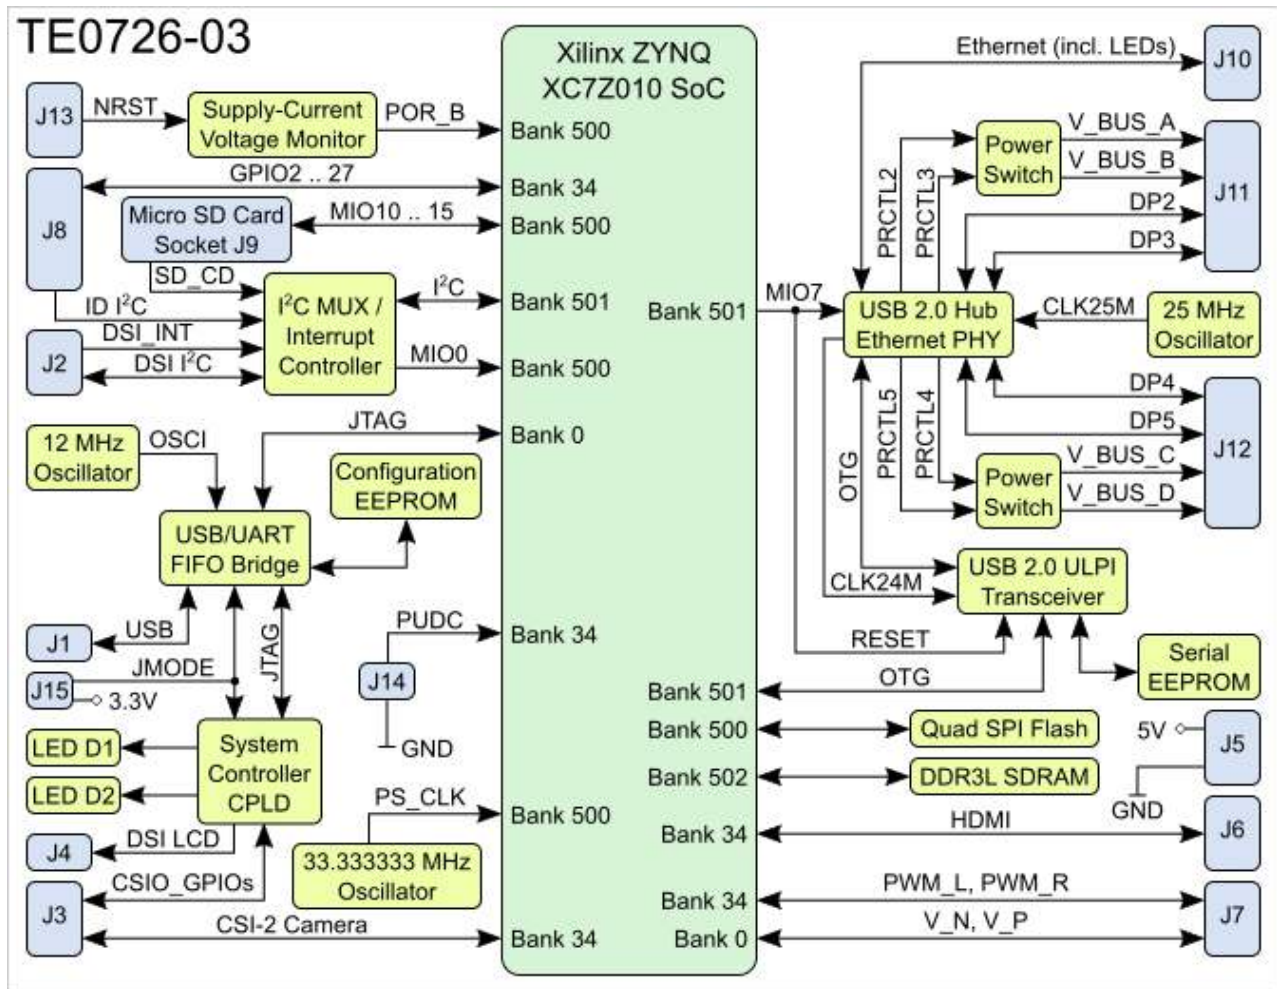 TE0726-03
Xilinx ZYNQ
XC7Z010 SoC
J13
NRST
Supply-Current
Voltage Monitor
POR_B
Bank 500
J8
GPIO2 .. 27
Bank 34
Micro SD Card
Socket J9
MIO10 .. 15
Bank 500
SD_CD
ID I²C
I²C MUX /
Interrupt
Controller
I²C
Bank 501
J2
DSI_INT
DSI I²C
MIO0
Bank 500
12 MHz
Oscillator
OSCI
JTAG
Bank 0
Configuration
EEPROM
USB/UART
FIFO Bridge
J1
USB
J15
JMODE
3.3V
JTAG
PUDC
Bank 34
J14
GND
LED D1
LED D2
System
Controller
CPLD
PS_CLK
Bank 500
33.333333 MHz
Oscillator
J4
DSI LCD
J3
CSIO_GPIOs
CSI-2 Camera
Bank 34
Ethernet (incl. LEDs)
J10
PRCTL2
PRCTL3
Power
Switch
V_BUS_A
V_BUS_B
DP2
DP3
J11
Bank 501
MIO7
USB 2.0 Hub
Ethernet PHY
CLK25M
25 MHz
Oscillator
OTG
PRCTL5
PRCTL4
DP4
DP5
Power
Switch
V_BUS_C
V_BUS_D
J12
CLK24M
USB 2.0 ULPI
Transceiver
RESET
Serial
EEPROM
Bank 501
OTG
Bank 500
Quad SPI Flash
Bank 502
DDR3L SDRAM
5V
J5
GND
Bank 34
HDMI
J6
Bank 34
PWM_L, PWM_R
Bank 0
V_N, V_P
J7